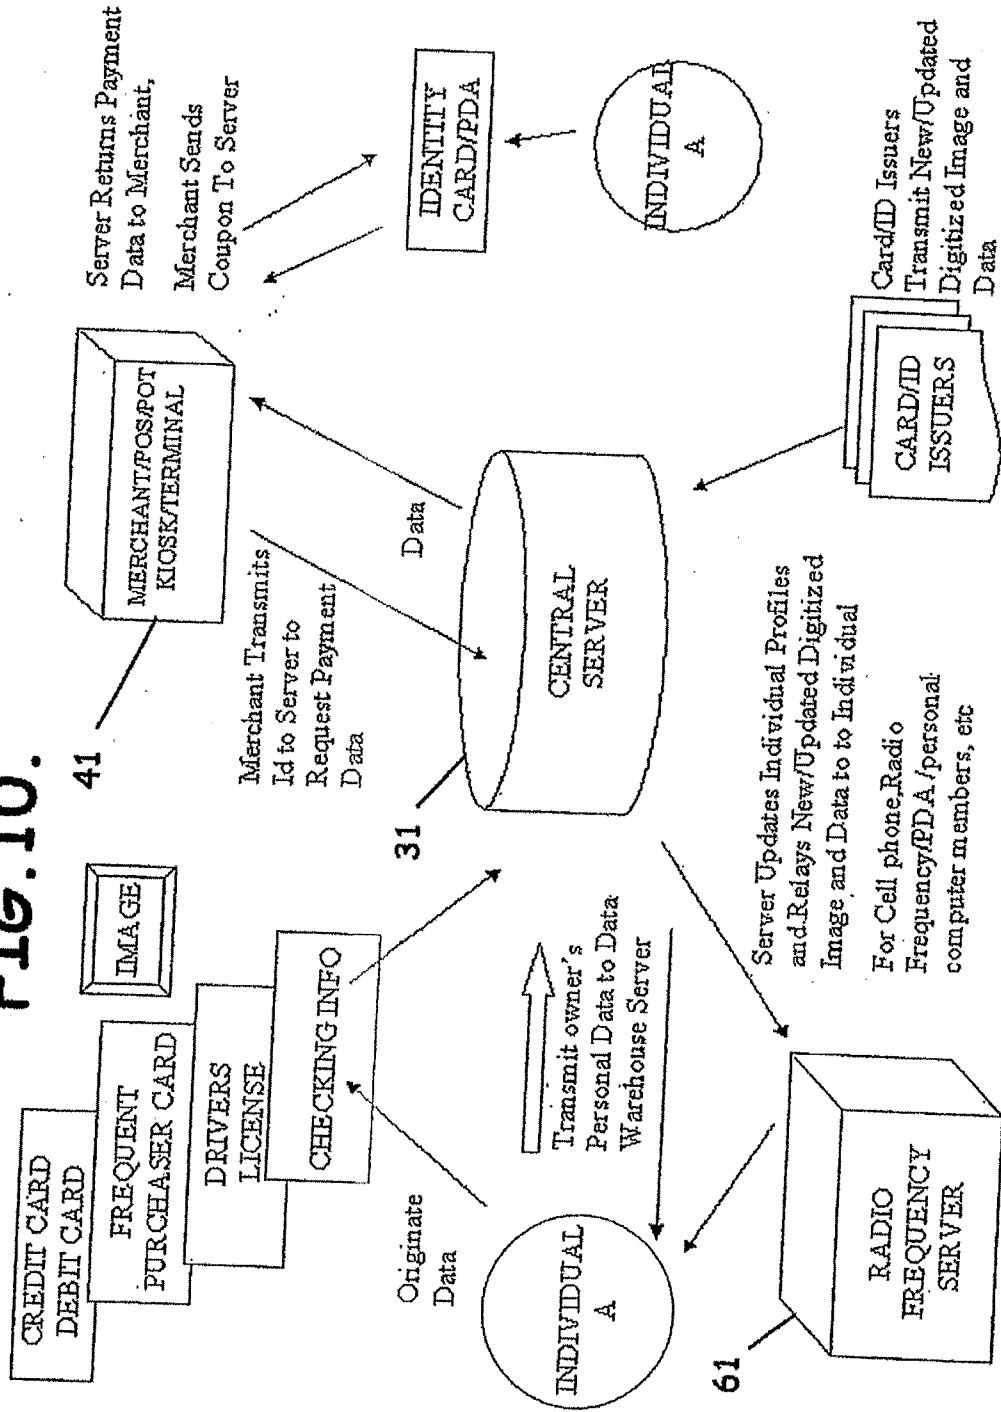 FIG.10.
CREDIT CARD
DEBIT CARD
FREQUENT
PURCHASER CARD
DRIVERS
LICENSE
CHECKING INFO
IMAGE
41
MERCHANT/POS/POT
KIOSK/TERMINAL
Server Returns Payment
Data to Merchant,
Merchant Sends
Coupon To Server
Merchant Transmits
Id to Server to
Request Payment
Data
Data
IDENTITY
CARD/PDA
INDIVIDUAL
A
Originate
Data
31
CENTRAL
SERVER
Transmit owner's
Personal Data to Data
Warehouse Server
INDIVIDUAL
A
Server Updates Individual Profiles
and Relays New/Updated Digitized
Image and Data to to Individual
For Cell phone,Radio
Frequency/PDA/personal
computer members, etc
CARD/ID
ISSUERS
Card/ID Issuers
Transmit New/Updated
Digitized Image and
Data
61
RADIO
FREQUENCY
SERVER